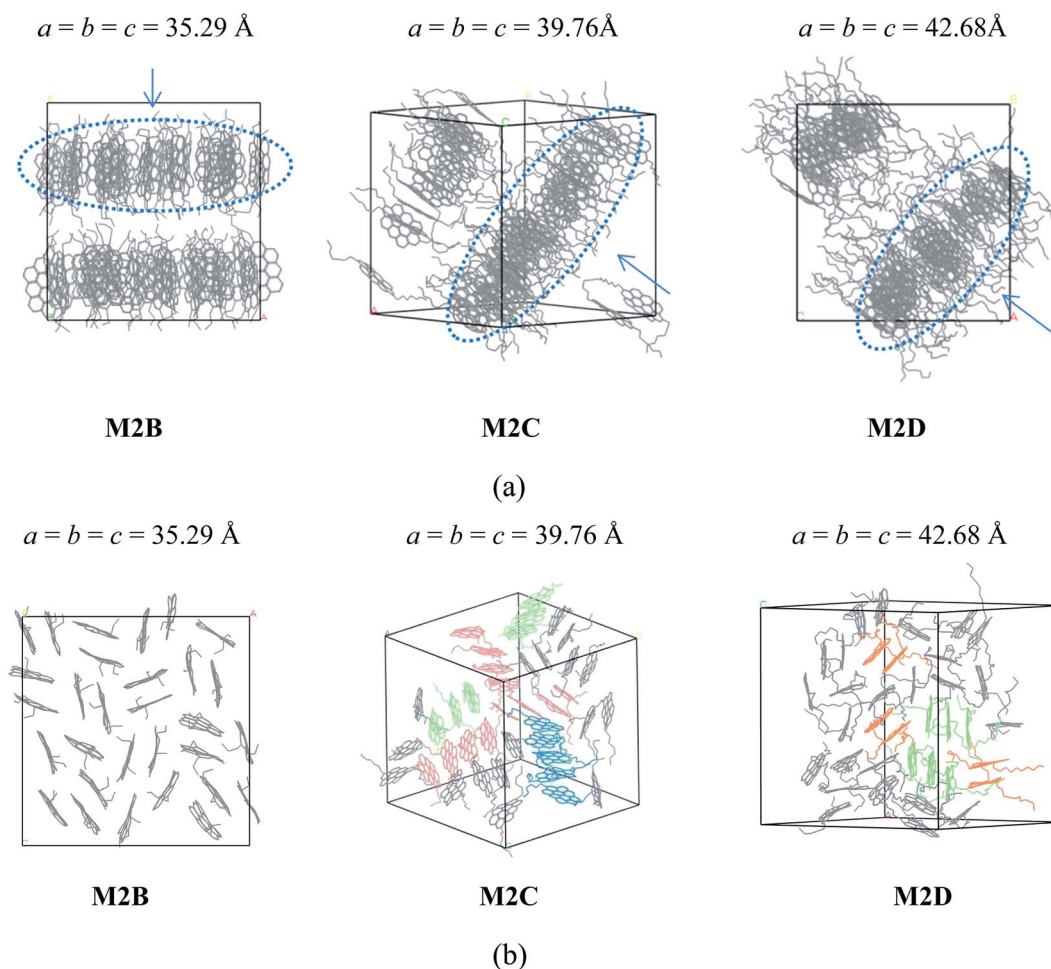 a = b = c = 35.29 Å a = b = c = 39.76Å a = b = c = 42.68Å
B C B
B
A A C A
M2B M2C M2D
(a)
a = b = c = 35.29 Å a = b = c = 39.76 Å a = b = c = 42.68 Å
A C
A
M2B M2C M2D
(b)